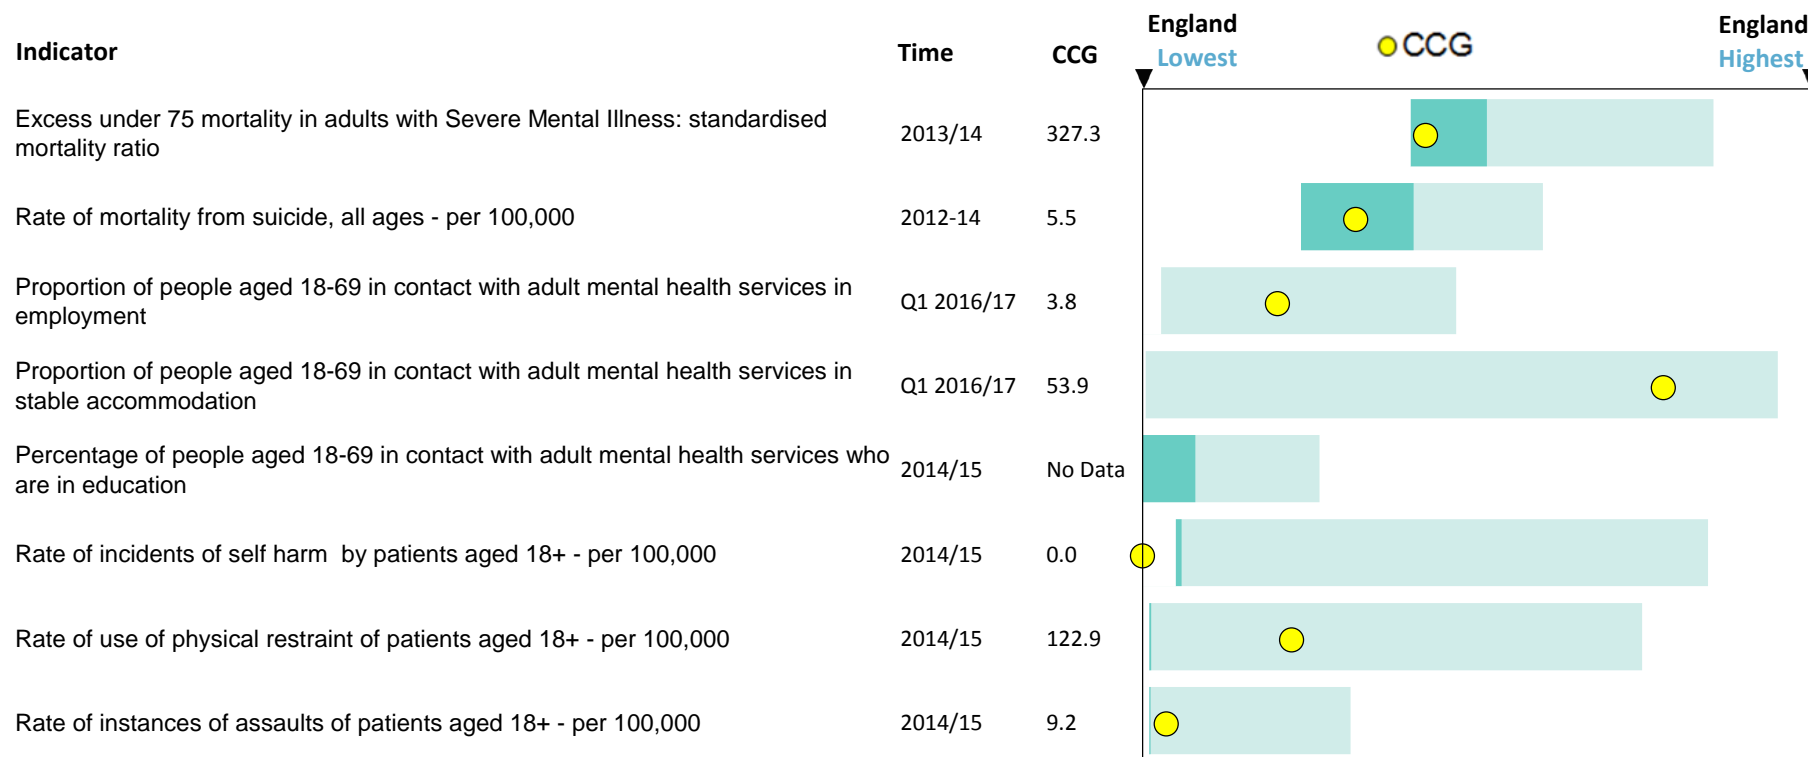 England
England
Indicator
Time
CCG
Lowest
CCG
Highest
Excess under 75 mortality in adults with Severe Mental Illness: standardised
mortality ratio
2013/14
327.3
Rate of mortality from suicide, all ages - per 100,000
2012-14
5.5
Proportion of people aged 18-69 in contact with adult mental health services in
employment
Q1 2016/17
3.8
Proportion of people aged 18-69 in contact with adult mental health services in
stable accommodation
Q1 2016/17
53.9
Percentage of people aged 18-69 in contact with adult mental health services who
are in education
2014/15
No Data
Rate of incidents of self harm  by patients aged 18+ - per 100,000
2014/15
0.0
Rate of use of physical restraint of patients aged 18+ - per 100,000
2014/15
122.9
Rate of instances of assaults of patients aged 18+ - per 100,000
2014/15
9.2